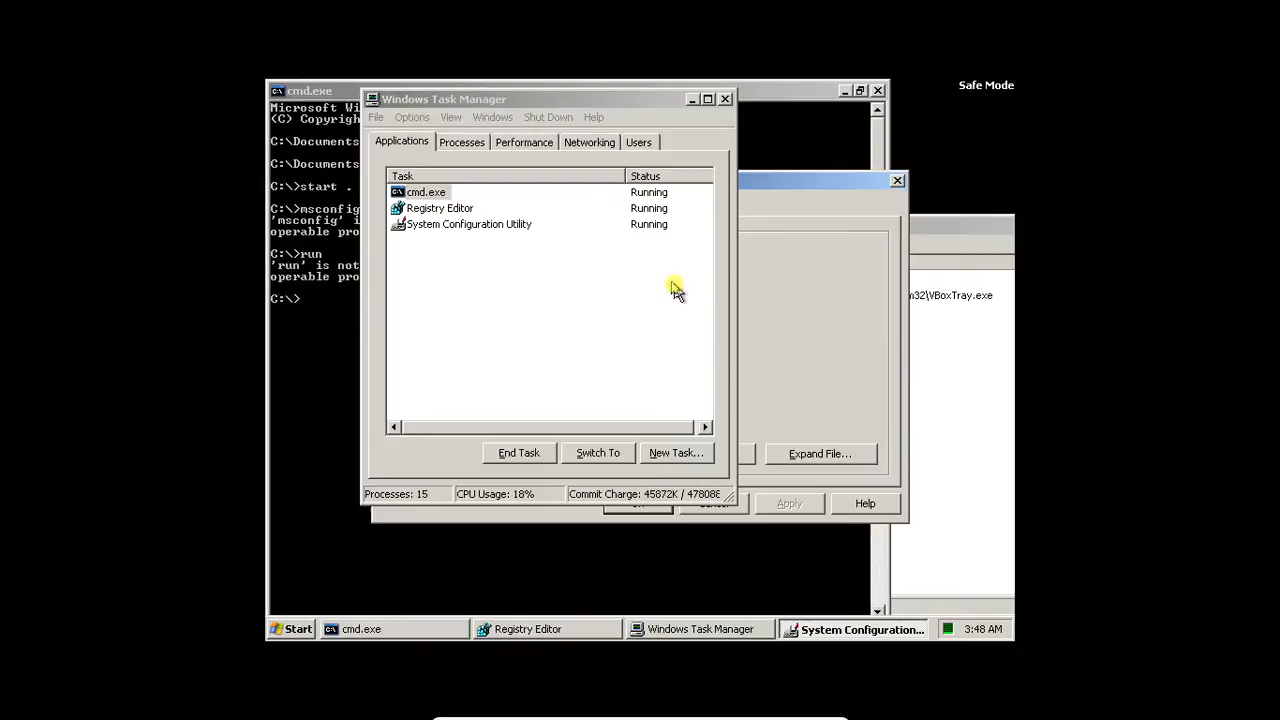 Safe Mode
cmd.exe
Microsoft Wi
(C) Copyrigh
C:\Documents
C:\Documents
C:\>start .
C:\>msconfig
'msconfig' i
operable pro
C:\>run
'run' is not
operable pro
C:\>
Windows Task Manager
File Options View Windows Shut Down Help
Applications Processes Performance Networking Users
Task Status
cmd.exe Running
Registry Editor Running
System Configuration Utility Running
End Task Switch To New Task...
Processes: 15 CPU Usage: 18% Commit Charge: 45872K / 478088
Expand File...
Apply Help
m32\VBoxTray.exe
Start cmd.exe Registry Editor Windows Task Manager System Configuration... 3:48 AM